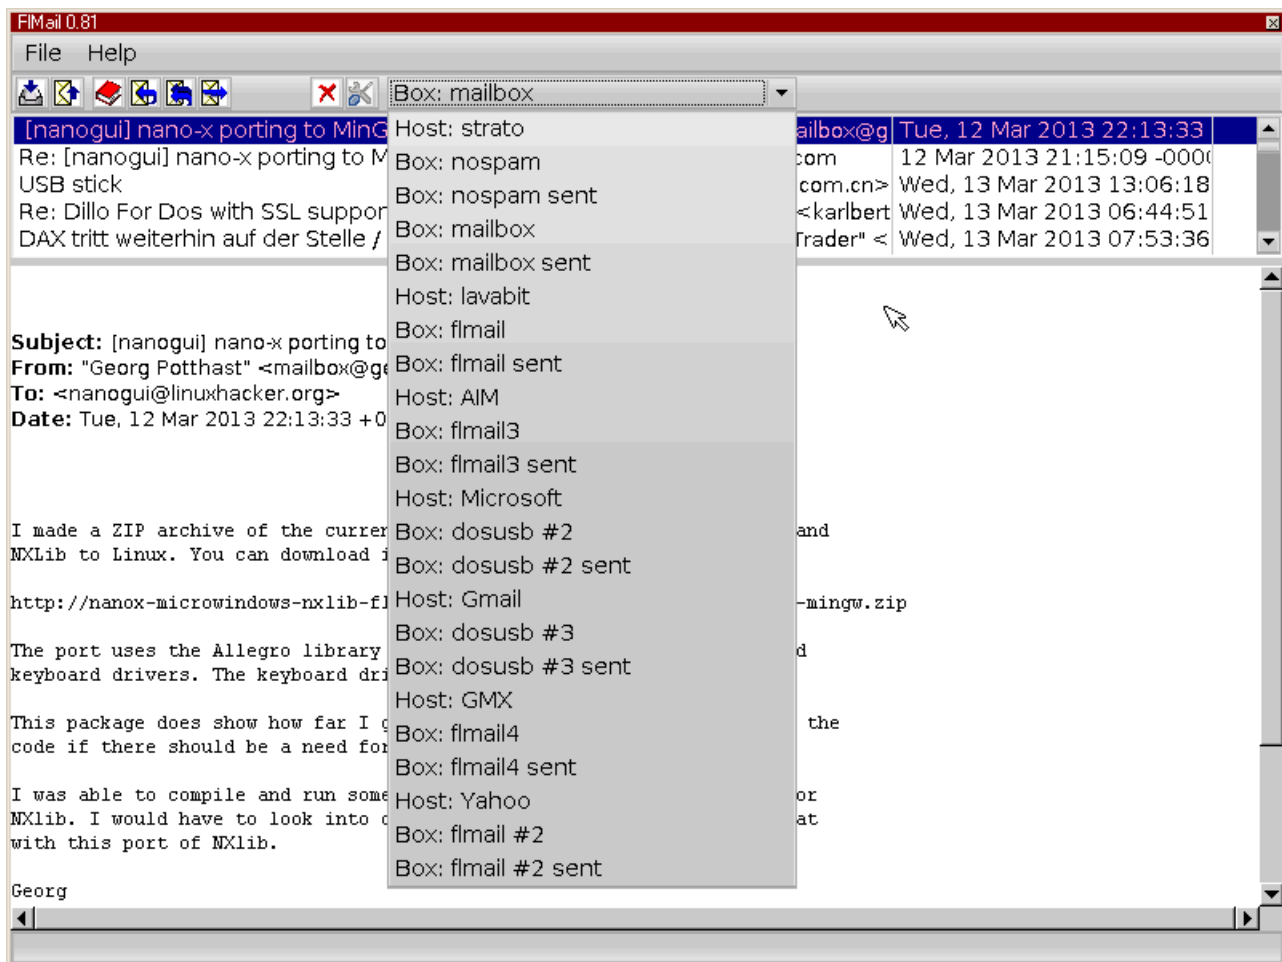 FlMail 0.81
File Help
Box: mailbox
[nanogui] nano-x porting to MinG ailbox@g Tue, 12 Mar 2013 22:13:33
Re: [nanogui] nano-x porting to M com 12 Mar 2013 21:15:09 -000
USB stick com.cn> Wed, 13 Mar 2013 13:06:18
Re: Dillo For Dos with SSL suppor <karlbert Wed, 13 Mar 2013 06:44:51
DAX tritt weiterhin auf der Stelle / Trader" < Wed, 13 Mar 2013 07:53:36
Host: strato
Box: nospam
Box: nospam sent
Box: mailbox
Box: mailbox sent
Host: lavabit
Box: flmail
Box: flmail sent
Host: AIM
Box: flmail3
Box: flmail3 sent
Host: Microsoft
Box: dosusb #2
Box: dosusb #2 sent
Host: Gmail
Box: dosusb #3
Box: dosusb #3 sent
Host: GMX
Box: flmail4
Box: flmail4 sent
Host: Yahoo
Box: flmail #2
Box: flmail #2 sent
Subject: [nanogui] nano-x porting to
From: "Georg Potthast" <mailbox@ge
To: <nanogui@linuxhacker.org>
Date: Tue, 12 Mar 2013 22:13:33 +0
I made a ZIP archive of the curren and
NXLib to Linux. You can download i
http://nanox-microwindows-nxlib-fl -mingw.zip
The port uses the Allegro library d
keyboard drivers. The keyboard dri
This package does show how far I g the
code if there should be a need for
I was able to compile and run some or
NXlib. I would have to look into at
with this port of NXlib.
Georg